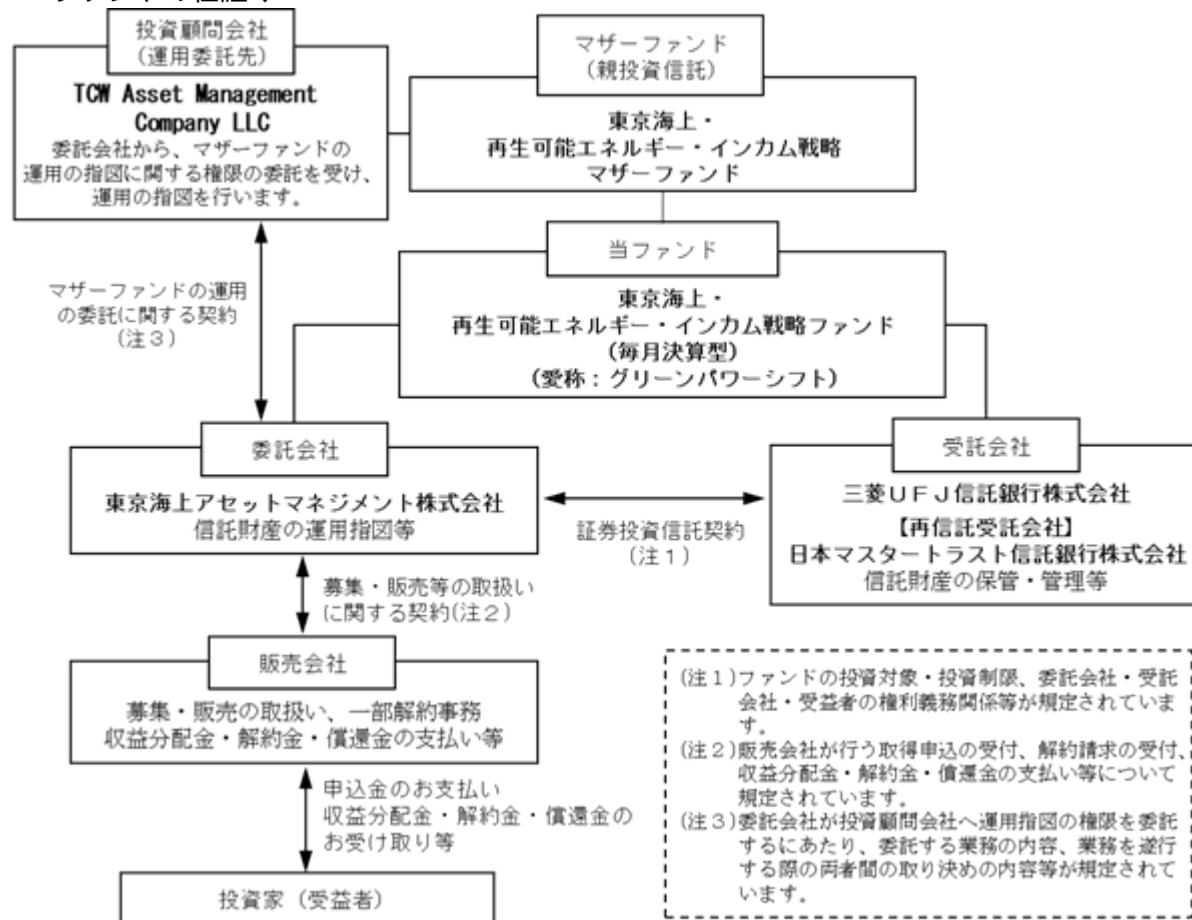 投資顧問会社
(運用委託先)
TCW Asset Management
Company LLC
委託会社から、マザーファンドの
運用の指図に関する権限の委託を受け、
運用の指図を行います。
マザーファンド
(親投資信託)
東京海上・
再生可能エネルギー・インカム戦略
マザーファンド
当ファンド
東京海上・
再生可能エネルギー・インカム戦略ファンド
(毎月決算型)
(愛称:グリーンパワーシフト)
マザーファンドの運用
の委託に関する契約
(注3)
委託会社
東京海上アセットマネジメント株式会社
信託財産の運用指図等
証券投資信託契約
(注1)
受託会社
三菱UFJ信託銀行株式会社
【再信託受託会社】
日本マスタートラスト信託銀行株式会社
信託財産の保管・管理等
募集・販売等の取扱い
に関する契約(注2)
販売会社
募集・販売の取扱い、一部解約事務
収益分配金・解約金・償還金の支払い等
申込金のお支払い
収益分配金・解約金・償還金の
お受け取り等
投資家(受益者)
(注1)ファンドの投資対象・投資制限、委託会社・受託
会社・受益者の権利義務関係等が規定されていま
す。
(注2)販売会社が行う取得申込の受付、解約請求の受付、
収益分配金・解約金・償還金の支払い等について
規定されています。
(注3)委託会社が投資顧問会社へ運用指図の権限を委託
するにあたり、委託する業務の内容、業務を遂行
する際の両者間の取り決めの内容等が規定されて
います。